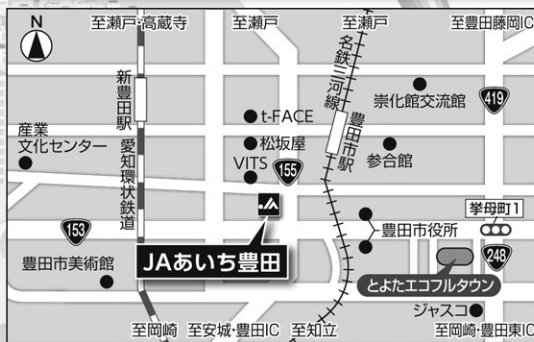 N
至瀬戸・高蔵寺
至瀬戸
至瀬戸
至豊田藤岡IC
名鉄三河線
新豊田駅
愛知環状鉄道
豊田市駅
崇化館交流館
419
t-FACE
松坂屋
VITS
155
参合館
産業
文化センター
153
JA
豊田市役所
挙母町1
248
豊田市美術館
JAあいち豊田
とよたエコフルタウン
ジャスコ
至岡崎
至安城・豊田IC
至知立
至岡崎・豊田東IC